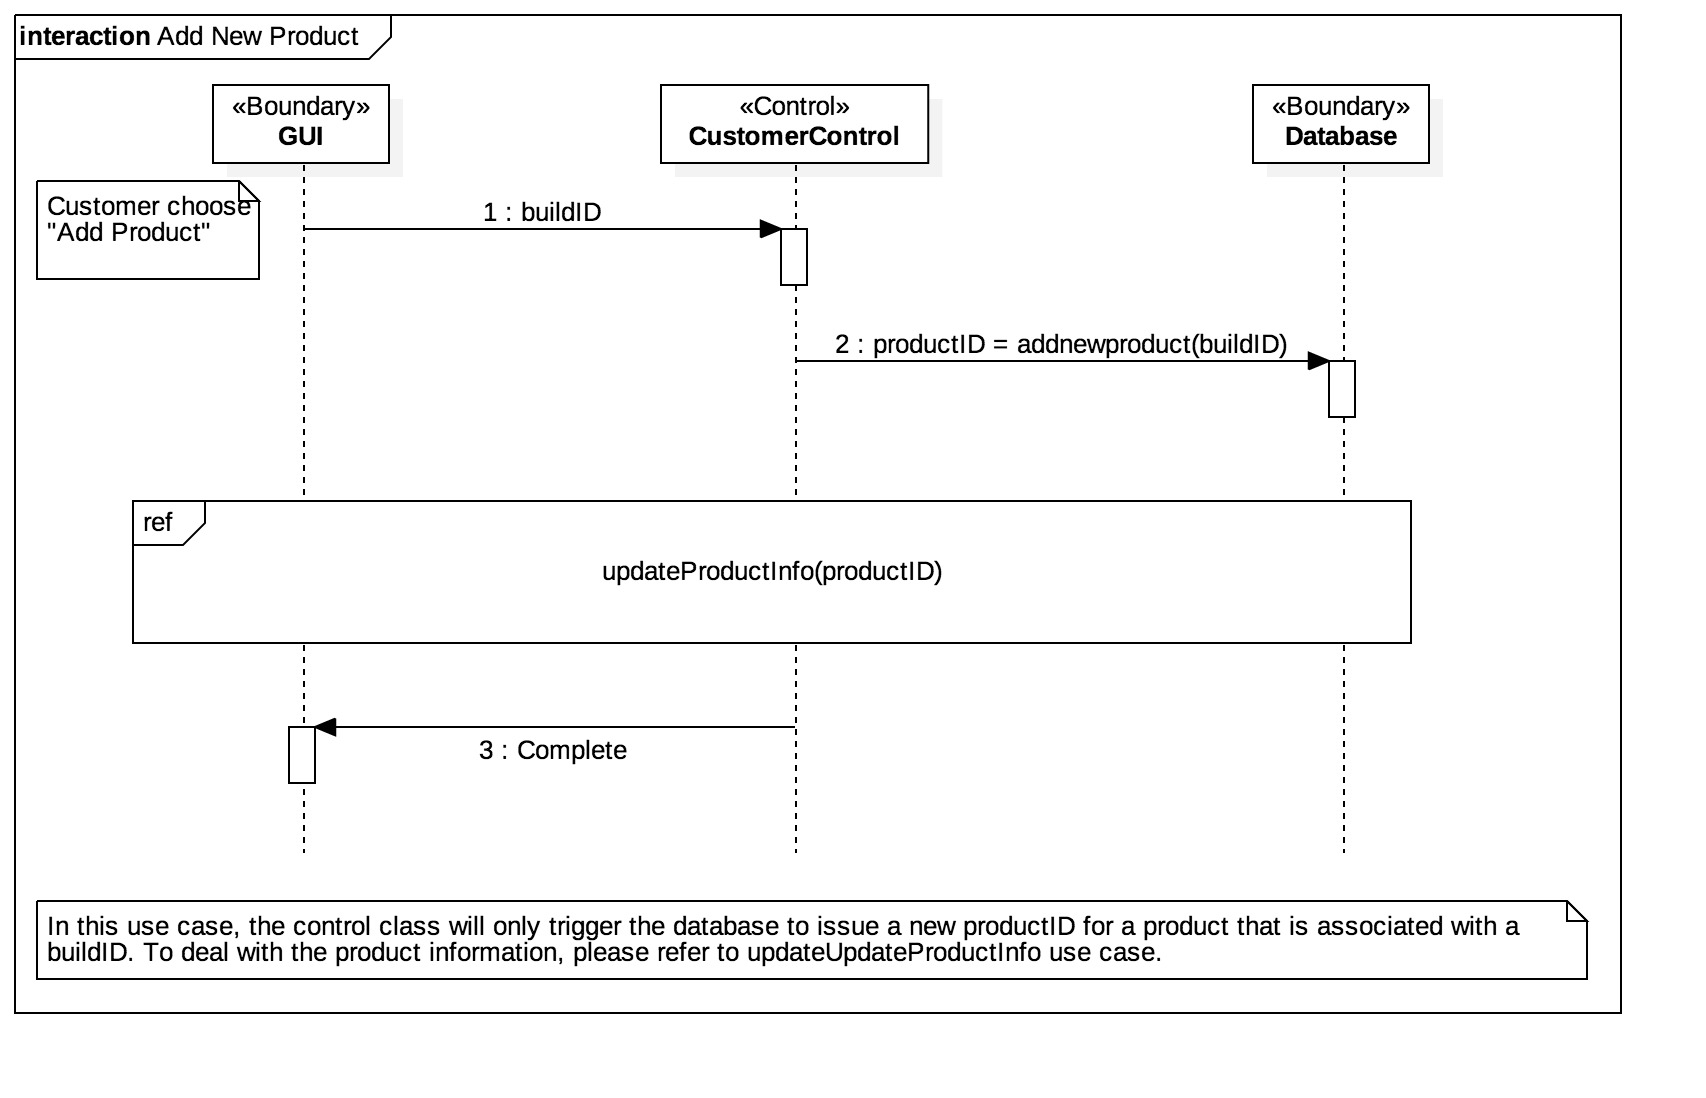 interaction Add New Product
«Boundary»
GUI
«Control»
CustomerControl
«Boundary»
Database
Customer choose
"Add Product"
1 : buildID
2 : productID = addnewproduct(buildID)
ref
updateProductInfo(productID)
3 : Complete
In this use case, the control class will only trigger the database to issue a new productID for a product that is associated with a
buildID. To deal with the product information, please refer to updateUpdateProductInfo use case.